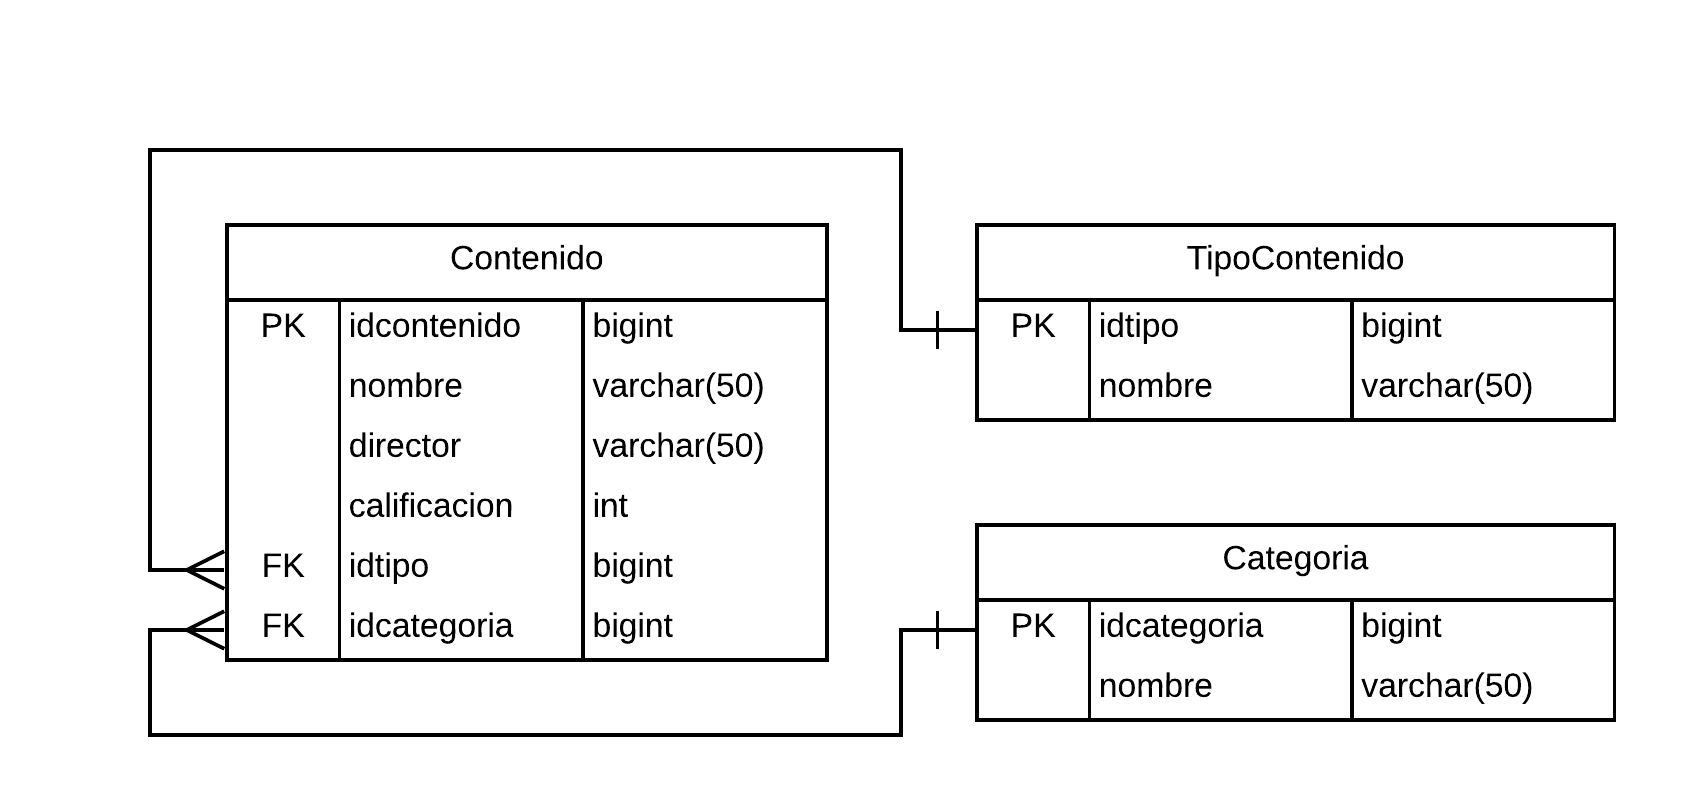 Contenido
PK idcontenido bigint
nombre varchar(50)
director varchar(50)
calificacion int
FK idtipo bigint
FK idcategoria bigint
TipoContenido
PK idtipo bigint
nombre varchar(50)
Categoria
PK idcategoria bigint
nombre varchar(50)